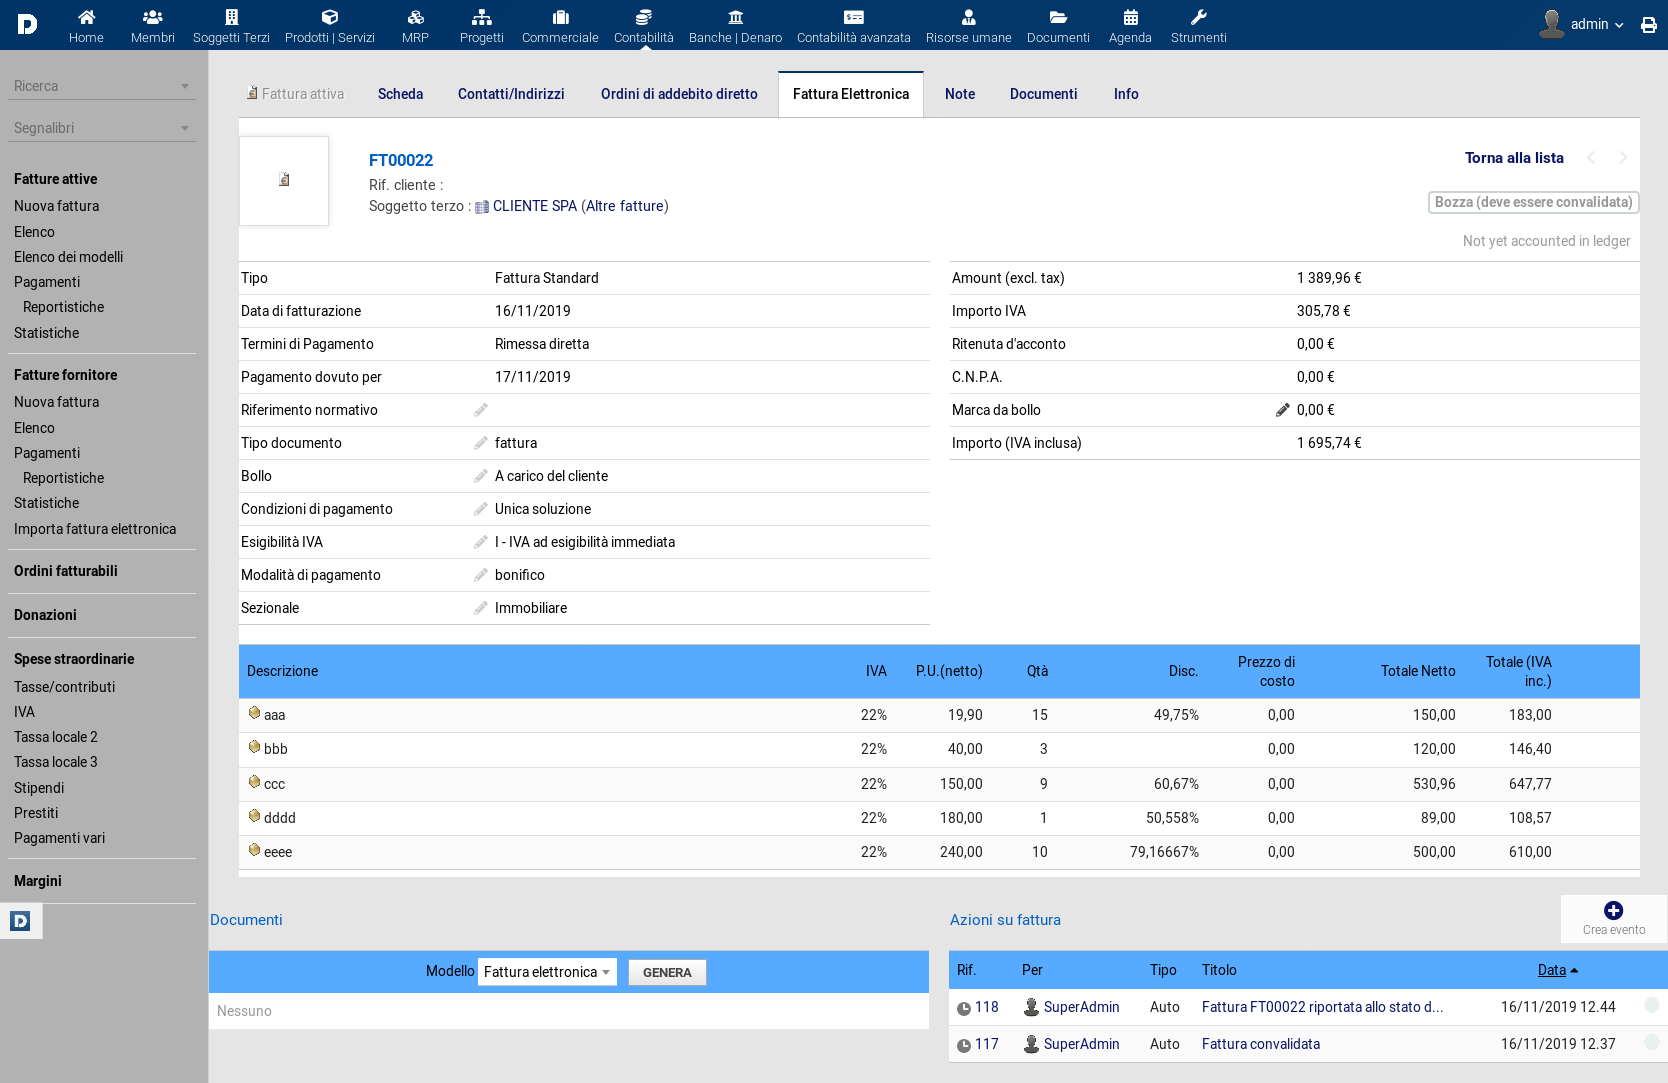 D
Home
Membri
Soggetti Terzi
Prodotti | Servizi
MRP
Progetti
Commerciale
Contabilità
Banche | Denaro
Contabilità avanzata
Risorse umane
Documenti
Agenda
Strumenti
admin
Ricerca
Segnalibri
Fatture attive
Nuova fattura
Elenco
Elenco dei modelli
Pagamenti
Reportistiche
Statistiche
Fatture fornitore
Nuova fattura
Elenco
Pagamenti
Reportistiche
Statistiche
Importa fattura elettronica
Ordini fatturabili
Donazioni
Spese straordinarie
Tasse/contributi
IVA
Tassa locale 2
Tassa locale 3
Stipendi
Prestiti
Pagamenti vari
Margini
D
Fattura attiva
Scheda
Contatti/Indirizzi
Ordini di addebito diretto
Fattura Elettronica
Note
Documenti
Info
FT00022
Rif. cliente :
Soggetto terzo : CLIENTE SPA (Altre fatture)
Torna alla lista
Bozza (deve essere convalidata)
Not yet accounted in ledger
Tipo Fattura Standard
Data di fatturazione 16/11/2019
Termini di Pagamento Rimessa diretta
Pagamento dovuto per 17/11/2019
Riferimento normativo
Tipo documento fattura
Bollo A carico del cliente
Condizioni di pagamento Unica soluzione
Esigibilità IVA I - IVA ad esigibilità immediata
Modalità di pagamento bonifico
Sezionale Immobiliare
Amount (excl. tax) 1 389,96 €
Importo IVA 305,78 €
Ritenuta d'acconto 0,00 €
C.N.P.A. 0,00 €
Marca da bollo 0,00 €
Importo (IVA inclusa) 1 695,74 €
Descrizione IVA P.U.(netto) Qtà Disc. Prezzo di costo Totale Netto Totale (IVA inc.)
aaa 22% 19,90 15 49,75% 0,00 150,00 183,00
bbb 22% 40,00 3 0,00 120,00 146,40
ccc 22% 150,00 9 60,67% 0,00 530,96 647,77
dddd 22% 180,00 1 50,558% 0,00 89,00 108,57
eeee 22% 240,00 10 79,16667% 0,00 500,00 610,00
Documenti
Modello Fattura elettronica GENERA
Nessuno
Azioni su fattura
Crea evento
Rif. Per Tipo Titolo Data
118 SuperAdmin Auto Fattura FT00022 riportata allo stato d... 16/11/2019 12.44
117 SuperAdmin Auto Fattura convalidata 16/11/2019 12.37